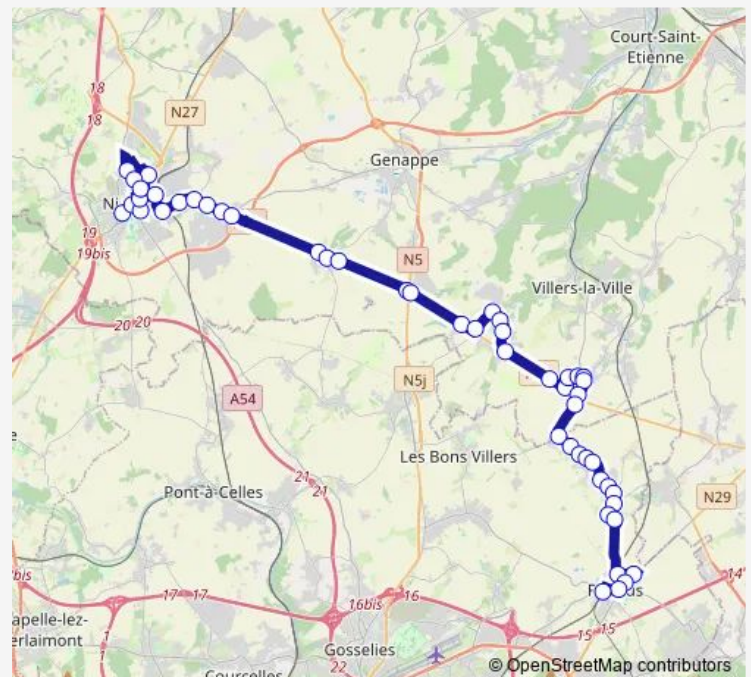 Court-Saint-
Etienne
18
18
N27
Genappe
Ni
19
19bis
N5
Villers-la-Ville
20 20
N5j
A54
Les Bons Villers
21
21
Pont-à-Celles
N29
bis
17 17
16bis 16
14
apelle-lez-
erlaimont
1
15 15
Gosselies
22
Courcelles
© OpenStreetMap contributors